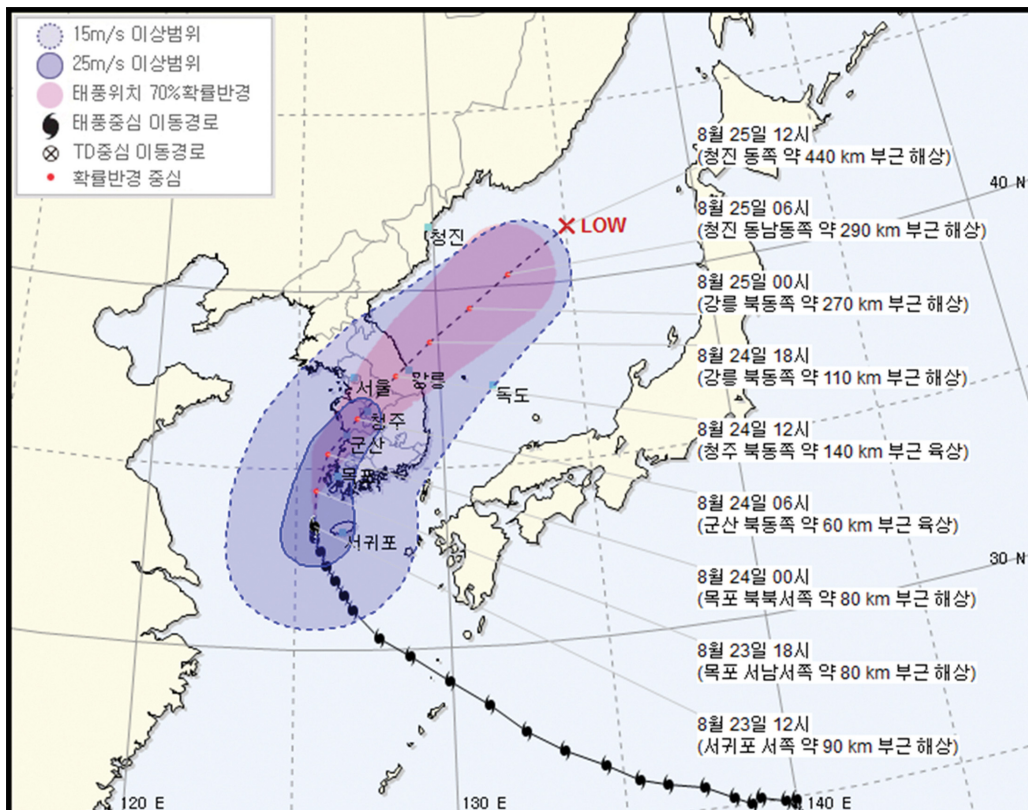 15m/s 이상범위
25m/s 이상범위
태풍위치 70%확률반경
태풍중심 이동경로
TD중심 이동경로
확률반경 중심
8월 25일 12시
(청진 동쪽 약 440 km 부근 해상)
40 N
8월 25일 06시
(청진 동남동쪽 약 290 km 부근 해상)
LOW
청진
8월 25일 00시
(강릉 북동쪽 약 270 km 부근 해상)
8월 24일 18시
(강릉 북동쪽 약 110 km 부근 해상)
강릉
서울
독도
청주
8월 24일 12시
(청주 북동쪽 약 140 km 부근 육상)
군산
목포
8월 24일 06시
(군산 북동쪽 약 60 km 부근 육상)
서귀포
30 N
8월 24일 00시
(목포 북북서쪽 약 80 km 부근 해상)
8월 23일 18시
(목포 서남서쪽 약 80 km 부근 해상)
8월 23일 12시
(서귀포 서쪽 약 90 km 부근 해상)
120 E
130 E
140 E